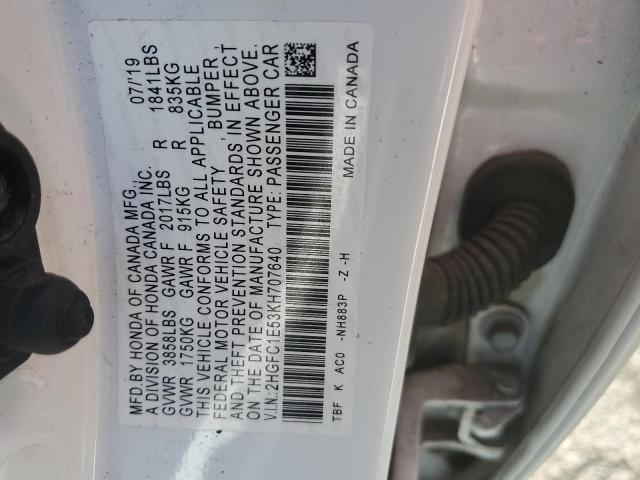 MFD.BY HONDA OF CANADA MFG., 07/'19
A DIVISION OF HONDA CANADA INC.
GVWR 3858LBS GAWR F 2017LBS R 1841LBS
GVWR 1750KG GAWR F 915KG R 835KG
THIS VEHICLE CONFORMS TO ALL APPLICABLE
FEDERAL MOTOR VEHICLE SAFETY, BUMPER,
AND THEFT PREVENTION STANDARDS IN EFFECT
ON THE DATE OF MANUFACTURE SHOWN ABOVE.
V.I.N.:2HGFC1E53KH707640 TYPE: PASSENGER CAR
TBF K AC0 -NH883P -Z -H MADE IN CANADA